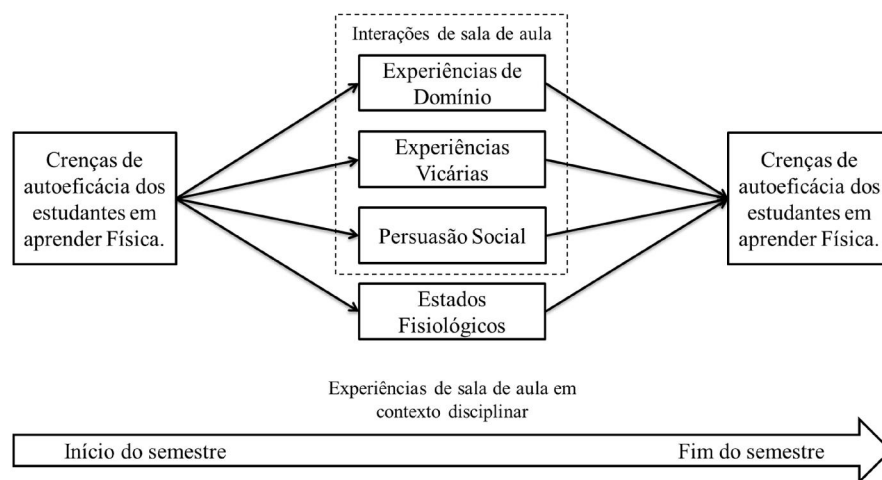 Interações de sala de aula
Experiências de
Domínio
Crenças de
autoeficácia dos
estudantes em
aprender Física.
Experiências
Vicárias
Persuasão Social
Estados
Fisiológicos
Crenças de
autoeficácia dos
estudantes em
aprender Física.
Experiências de sala de aula em
contexto disciplinar
Início do semestre
Fim do semestre